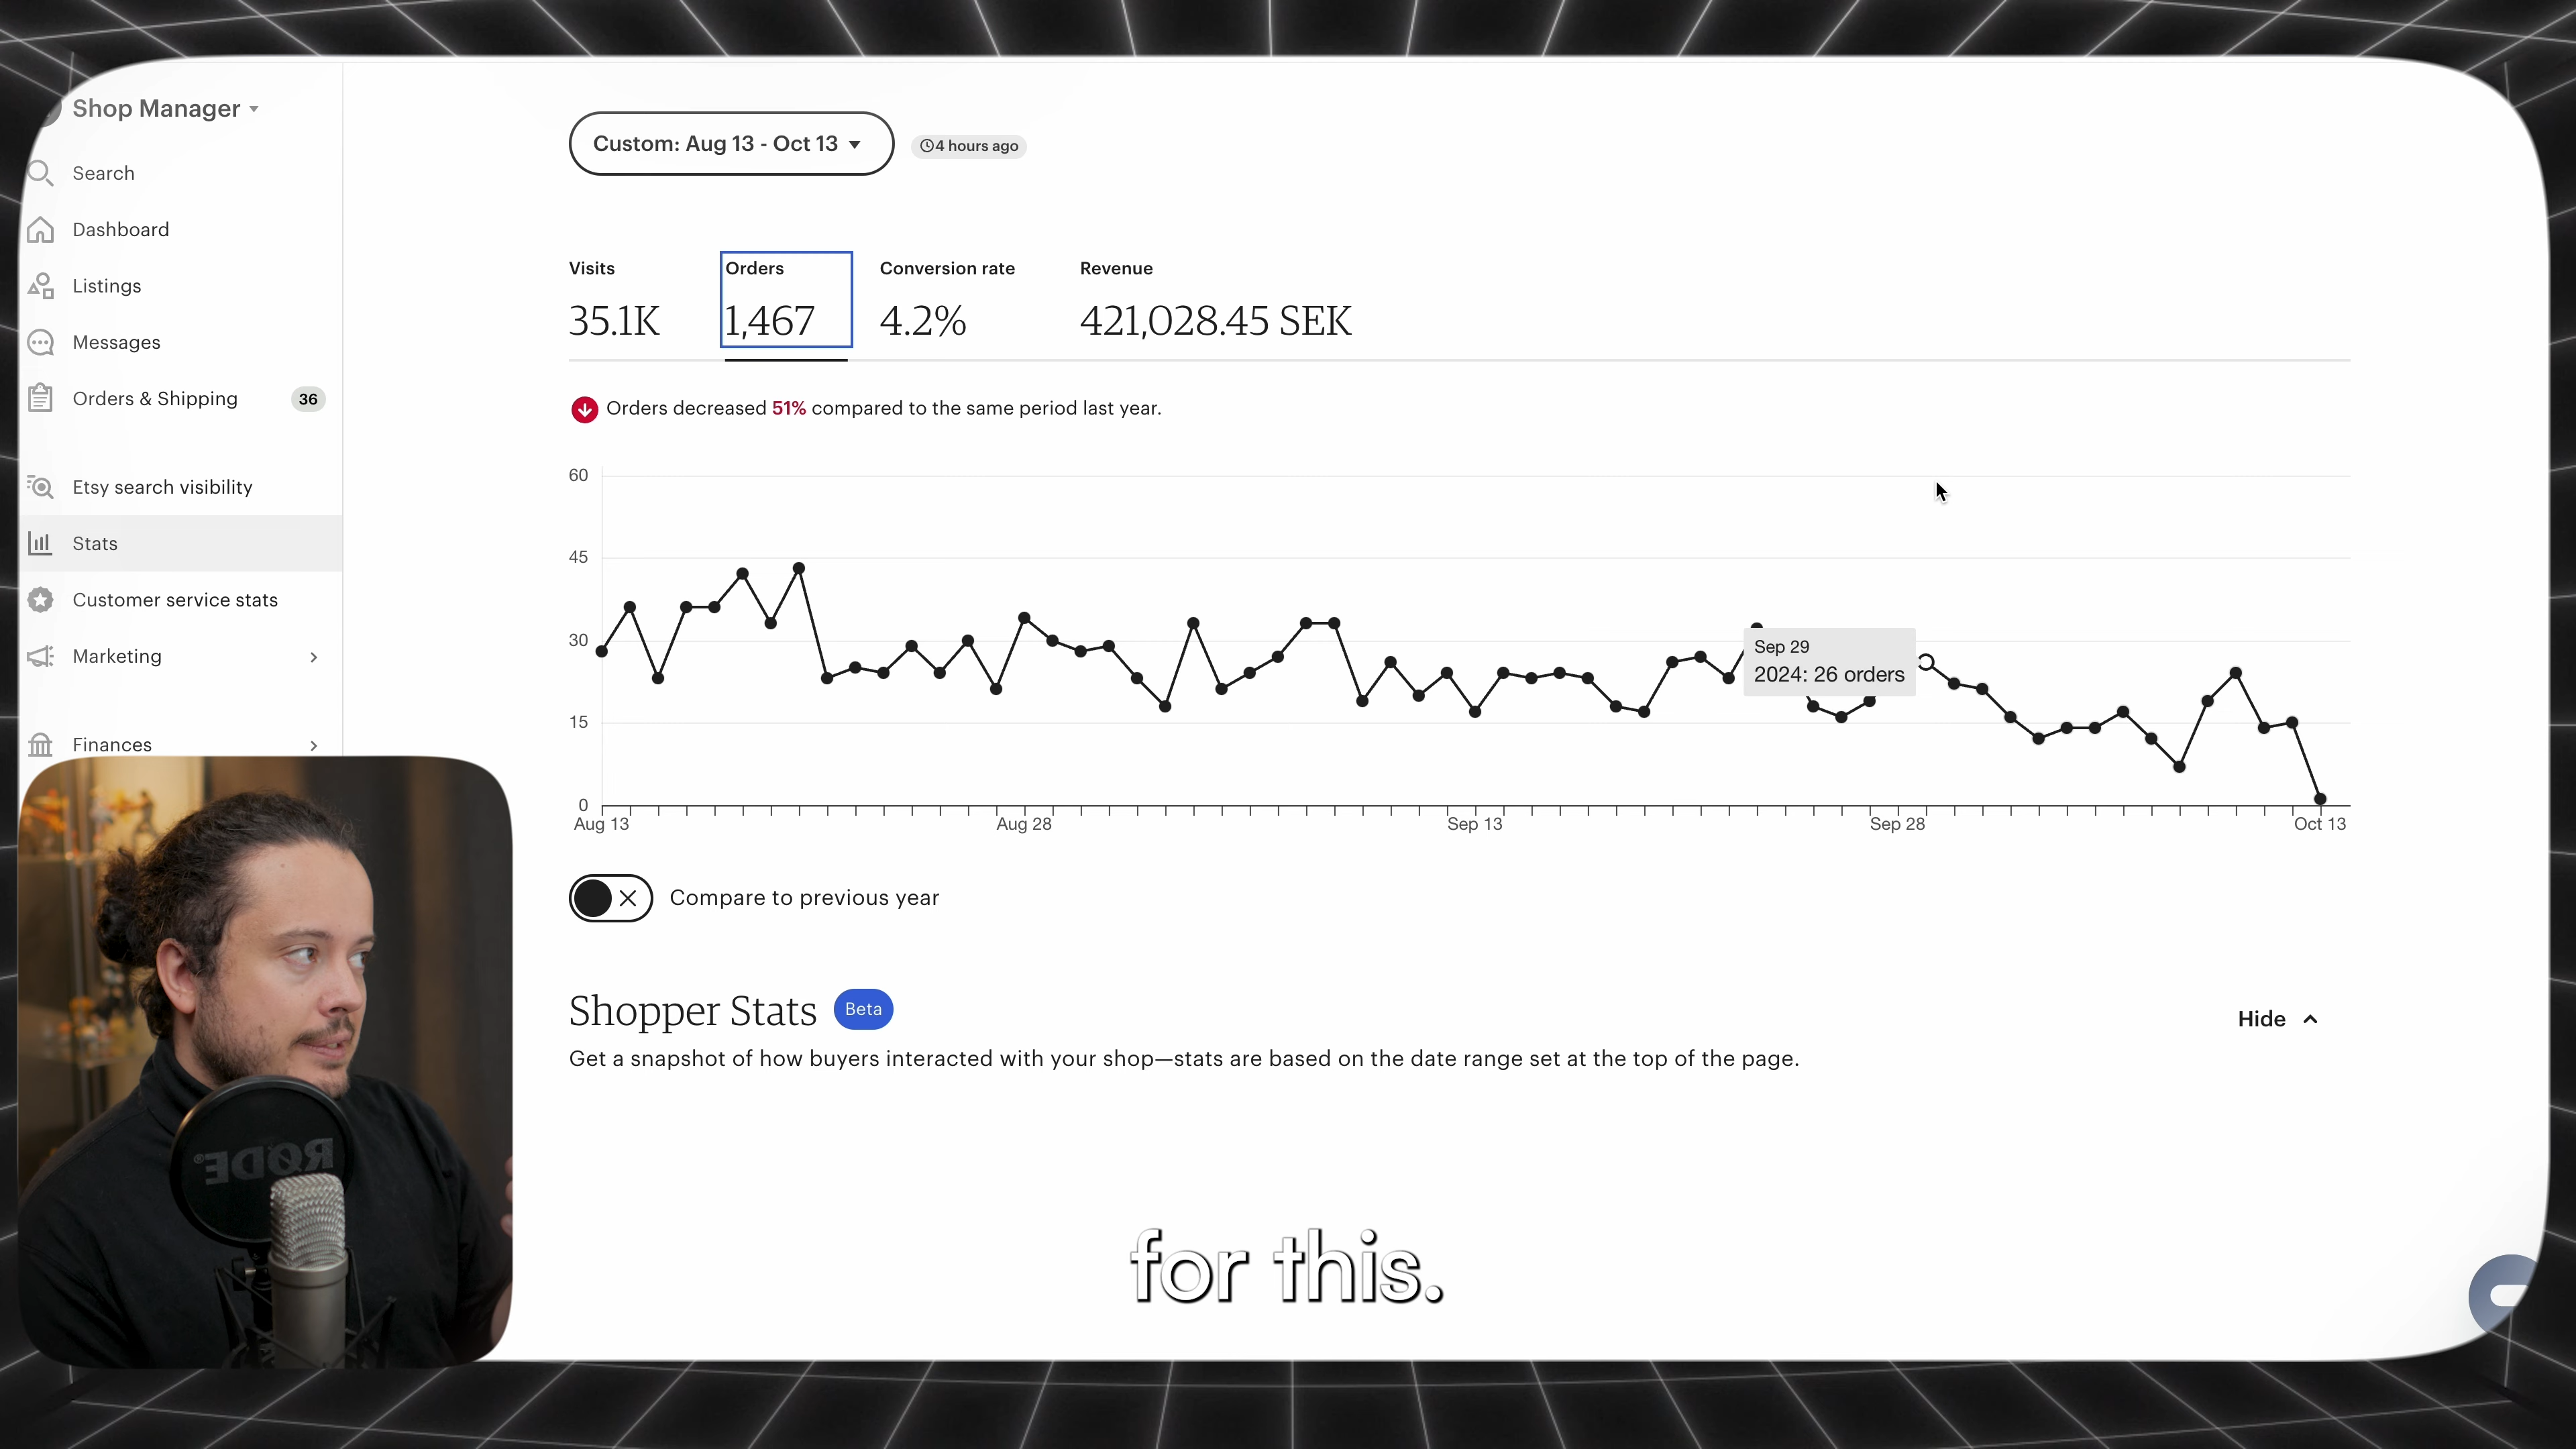 Shop Manager
Custom: Aug 13 - Oct 13
4 hours ago
Search
Dashboard
Listings
Messages
Orders & Shipping 36
Etsy search visibility
Stats
Customer service stats
Marketing
Finances
Visits Orders Conversion rate Revenue
35.1K 1,467 4.2% 421,028.45 SEK
Orders decreased 51% compared to the same period last year.
60
45
30
15
0
Sep 29
2024: 26 orders
Aug 13 Aug 28 Sep 13 Sep 28 Oct 13
Compare to previous year
Shopper Stats Beta
Hide
Get a snapshot of how buyers interacted with your shop—stats are based on the date range set at the top of the page.
RØDE®
for this.